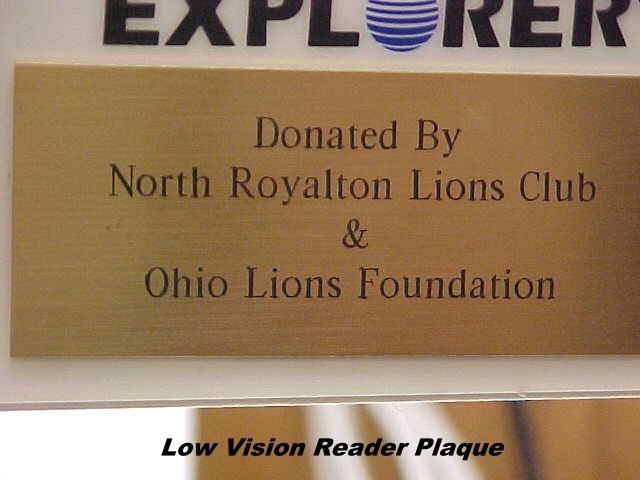 EXPLORER
Donated By
North Royalton Lions Club
&
Ohio Lions Foundation
Low Vision Reader Plaque